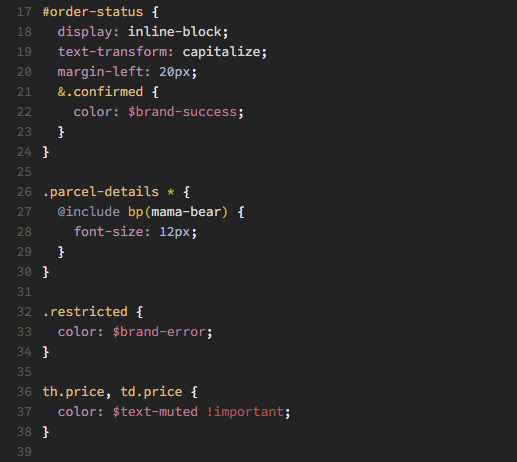 17 #order-status {
18   display: inline-block;
19   text-transform: capitalize;
20   margin-left: 20px;
21   &.confirmed {
22     color: $brand-success;
23   }
24 }
25
26 .parcel-details * {
27   @include bp(mama-bear) {
28     font-size: 12px;
29   }
30 }
31
32 .restricted {
33   color: $brand-error;
34 }
35
36 th.price, td.price {
37   color: $text-muted !important;
38 }
39